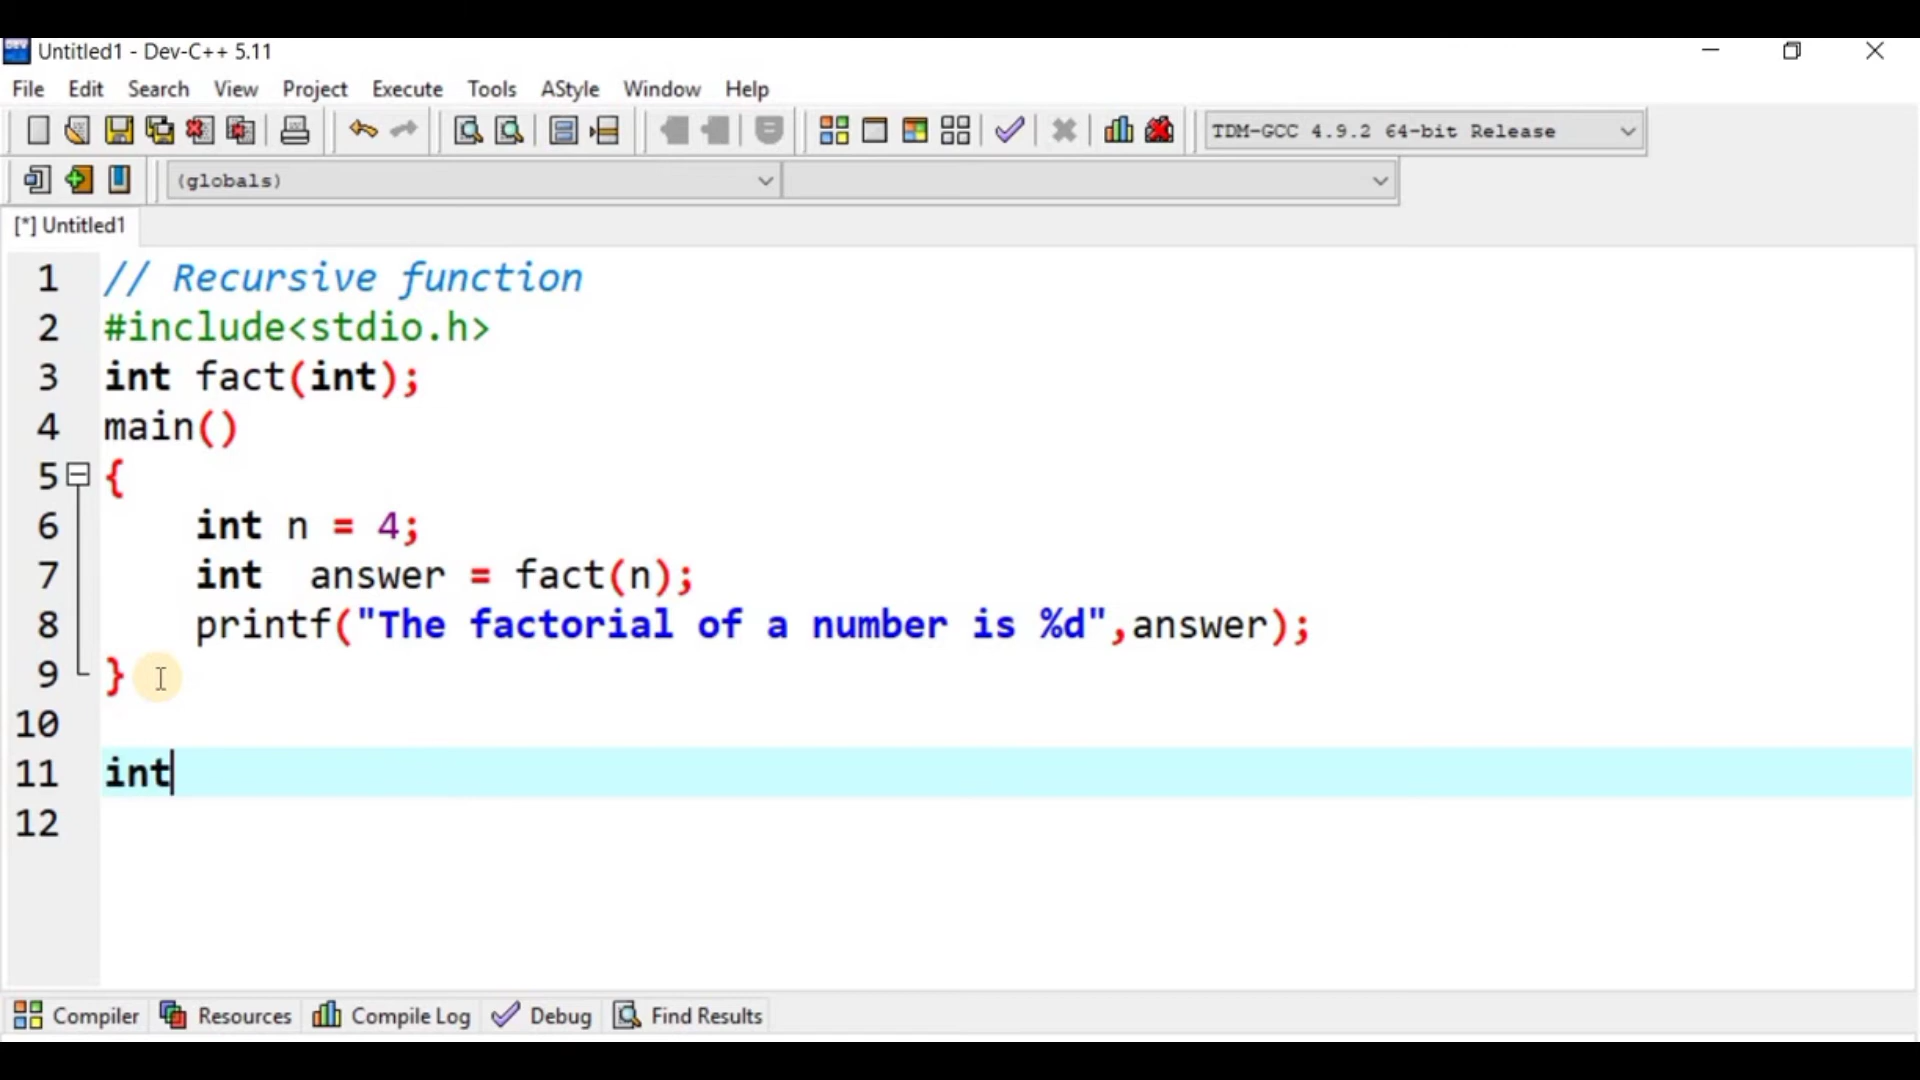 Untitled1 - Dev-C++ 5.11
File Edit Search View Project Execute Tools AStyle Window Help
TDM-GCC 4.9.2 64-bit Release
(globals)
[*] Untitled1
1 // Recursive function
2 #include<stdio.h>
3 int fact(int);
4 main()
5 {
6 int n = 4;
7 int  answer = fact(n);
8 printf("The factorial of a number is %d",answer);
9 }
10
11 int
12
Compiler Resources Compile Log Debug Find Results